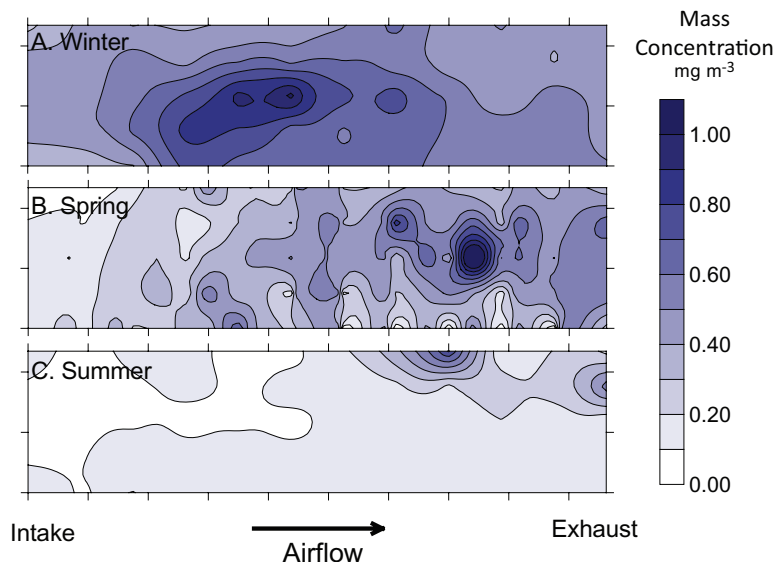 A. Winter
B. Spring
C. Summer
Intake
Airflow
Exhaust
Mass
Concentration
mg m-3
1.00
0.80
0.60
0.40
0.20
0.00